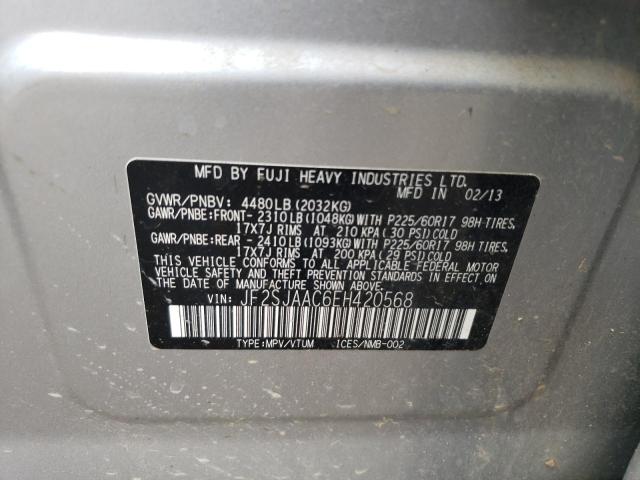 MFD BY FUJI HEAVY INDUSTRIES LTD.
MFD IN 02/13
GVWR/PNBV: 4480LB (2032KG)
GAWR/PNBE:FRONT- 2310LB (1048KG) WITH P225/60R17 98H TIRES,
17X7J RIMS AT 210 KPA ( 30 PSI) COLD
GAWR/PNBE:REAR - 2410LB (1093KG) WITH P225/60R17 98H TIRES,
17X7J RIMS AT 200 KPA ( 29 PSI) COLD
THIS VEHICLE CONFORMS TO ALL APPLICABLE FEDERAL MOTOR
VEHICLE SAFETY AND THEFT PREVENTION STANDARDS IN EFFECT ON
THE DATE OF MANUFACTURE SHOWN ABOVE.
VIN: JF2SJAAC6EH420568
TYPE:MPV/VTUM ICES/NMB-002